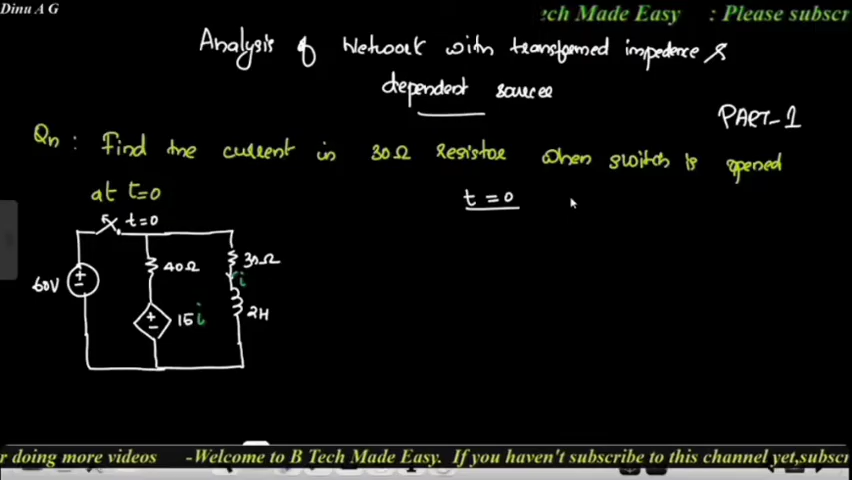 Dinu A G
ech Made Easy : Please subscr
Analysis of Network with transformed impedence &
dependent sources
PART-1
Qn: Find the current in 30Ω resistor when switch is opened
at t=0
t = 0
t=0
60V
40Ω
30Ω
i
15i
2H
r doing more videos -Welcome to B Tech Made Easy. If you haven't subscribe to this channel yet,subscr